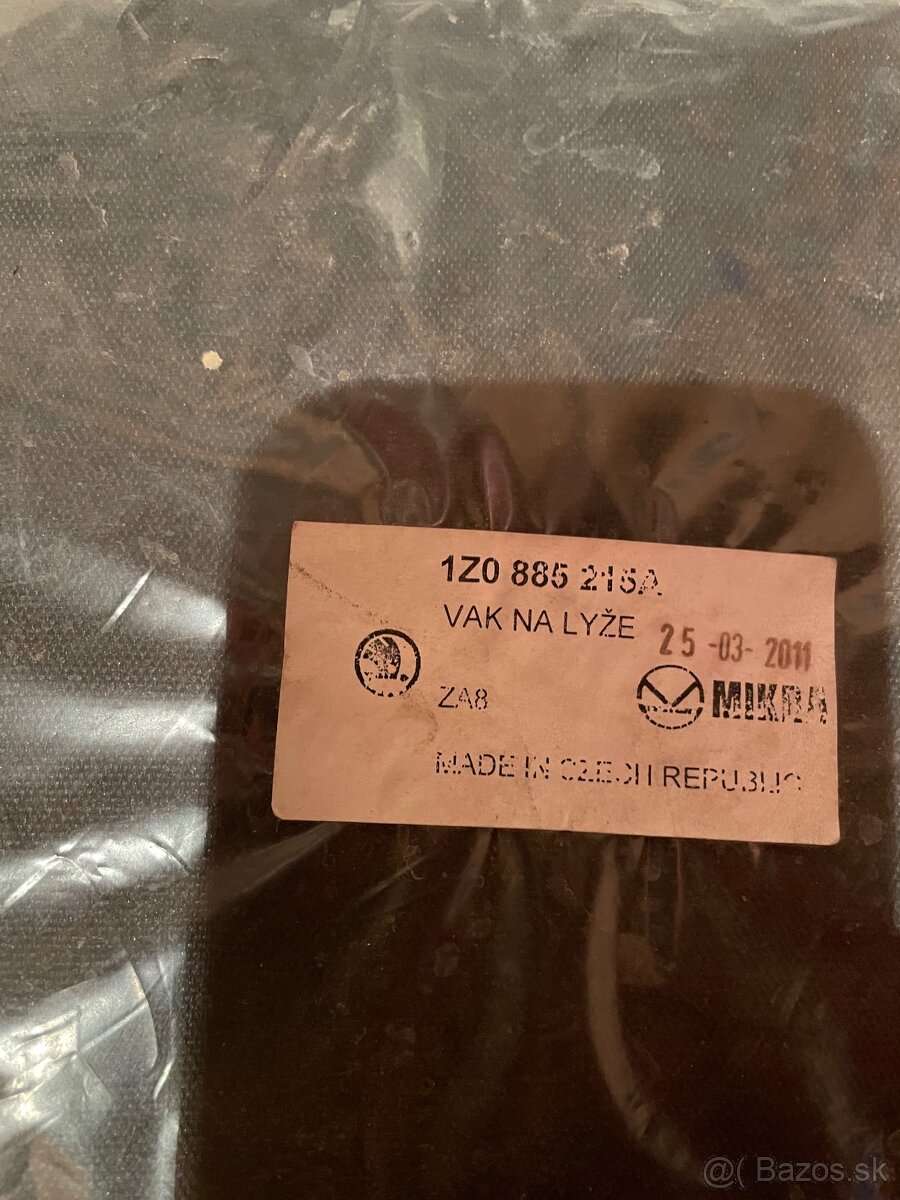 1Z0 885 215A
VAK NA LYŽE
25 -03- 2011
ZA8
MIKRA
MADE IN CZECH REPUBLIC
@( Bazos.sk